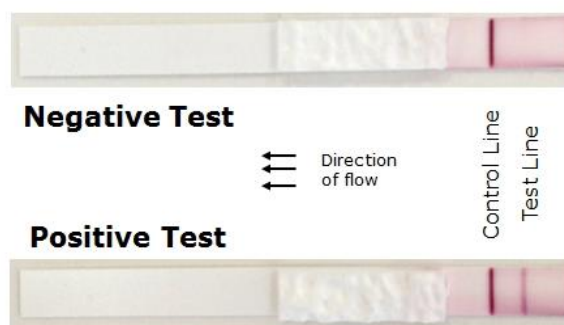 Negative Test
Direction
of flow
Control Line
Test Line
Positive Test